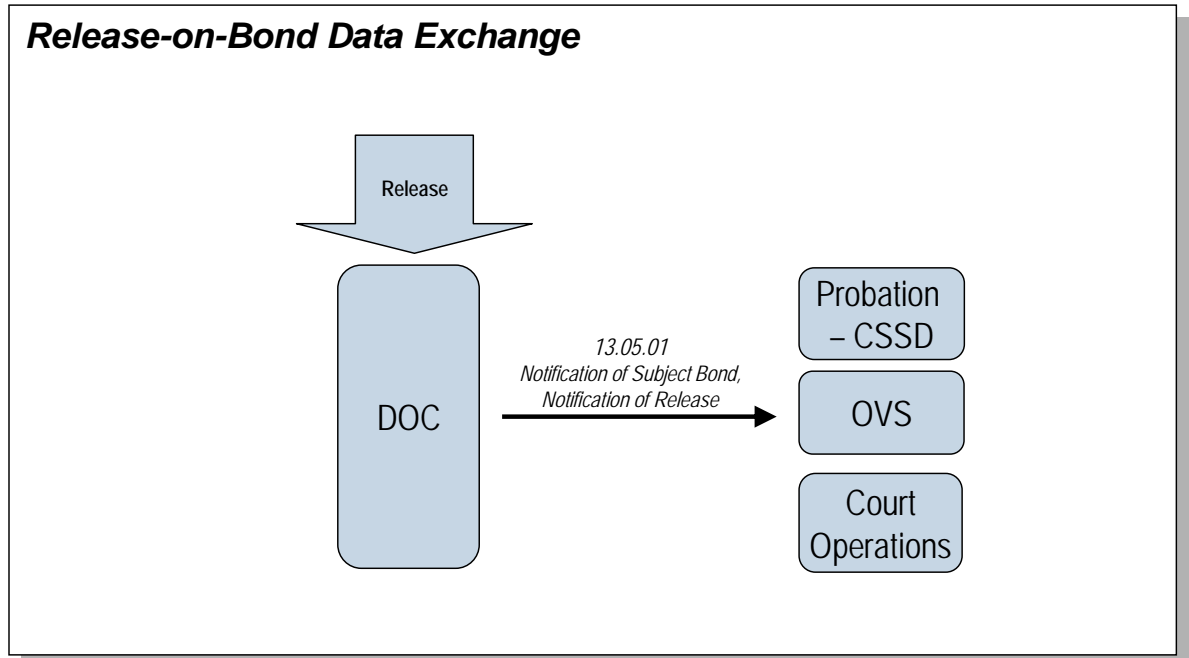 Release-on-Bond Data Exchange
Release
DOC
13.05.01
Notification of Subject Bond,
Notification of Release
Probation
– CSSD
OVS
Court
Operations